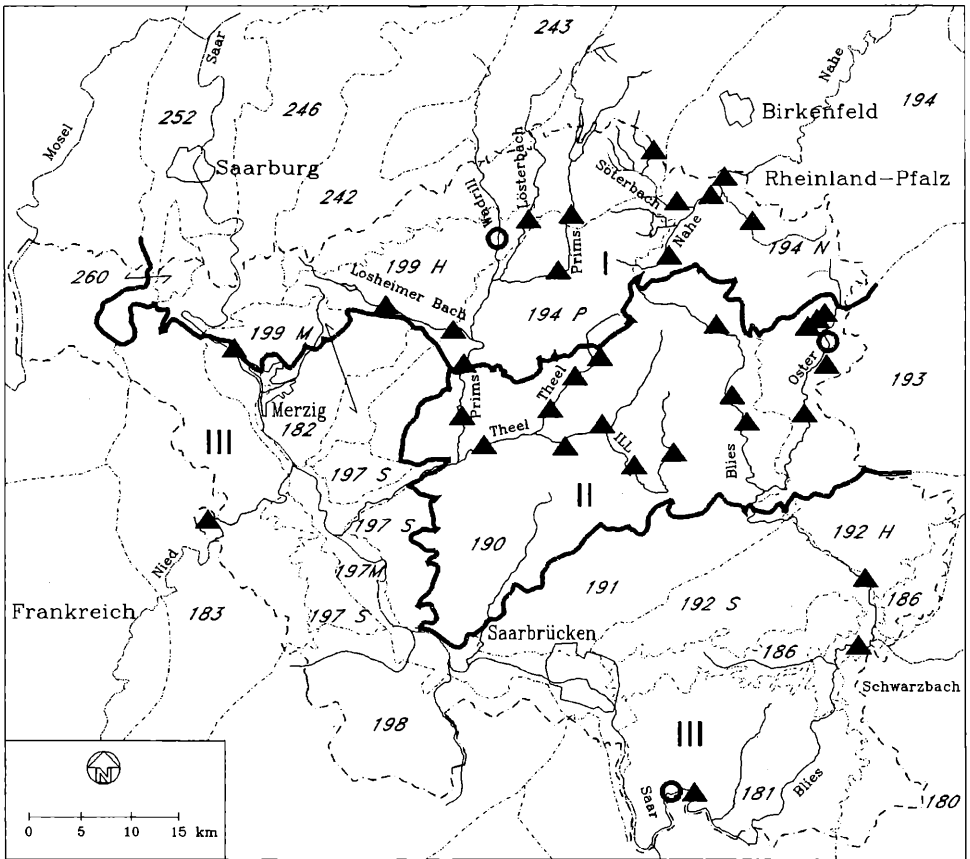 243
Nahe
Saar
252
246
194
Birkenfeld
Mosel
Saarburg
Lösterbach
Wadrill
Söterbach
Rheinland-Pfalz
242
Prims
Nahe
194 N
I
260
199 H
Losheimer Bach
194 P
199 M
Oster
193
Prims
Theel
Merzig
182
III
Theel
ILL
Blies
197 S
II
197 S
190
192 H
Nied
197M
191
186
Frankreich
183
197 S
192 S
Saarbrücken
186
Schwarzbach
198
III
Saar
181
Blies
180
N
0 5 10 15 km